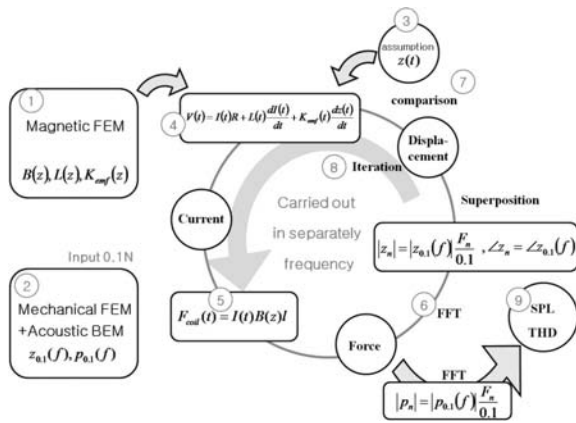 3
assumption
z(t)
7
comparison
1
Magnetic FEM
B(z), L(z), K_emf(z)
4
V(t) = I(t)R + L(t) dI(t)/dt + K_emf(t) dz(t)/dt
Displa-
cement
8 Iteration
Current
Carried out
in separately
frequency
Superposition
|z_n| = |z_0.1(f)| F_n/0.1 , ∠z_n = ∠z_0.1(f)
Input 0.1N
2
Mechanical FEM
+Acoustic BEM
z_0.1(f), p_0.1(f)
5
F_coil(t) = I(t)B(z)l
6
FFT
9
SPL
THD
Force
FFT
|p_n| = |p_0.1(f)| F_n/0.1